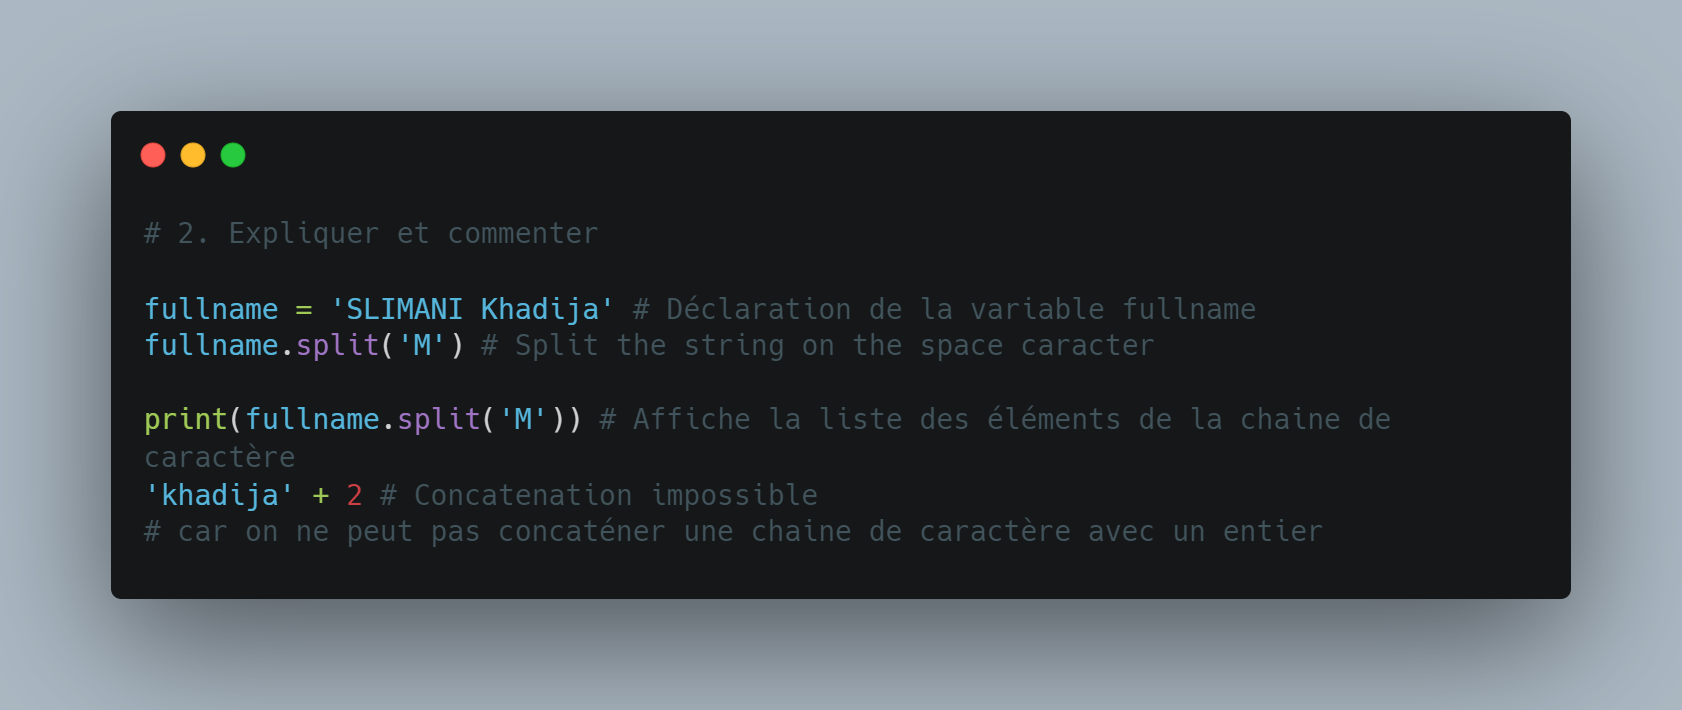 # 2. Expliquer et commenter
fullname = 'SLIMANI Khadija' # Déclaration de la variable fullname
fullname.split('M') # Split the string on the space caracter
print(fullname.split('M')) # Affiche la liste des éléments de la chaine de
caractère
'khadija' + 2 # Concatenation impossible
# car on ne peut pas concaténer une chaine de caractère avec un entier